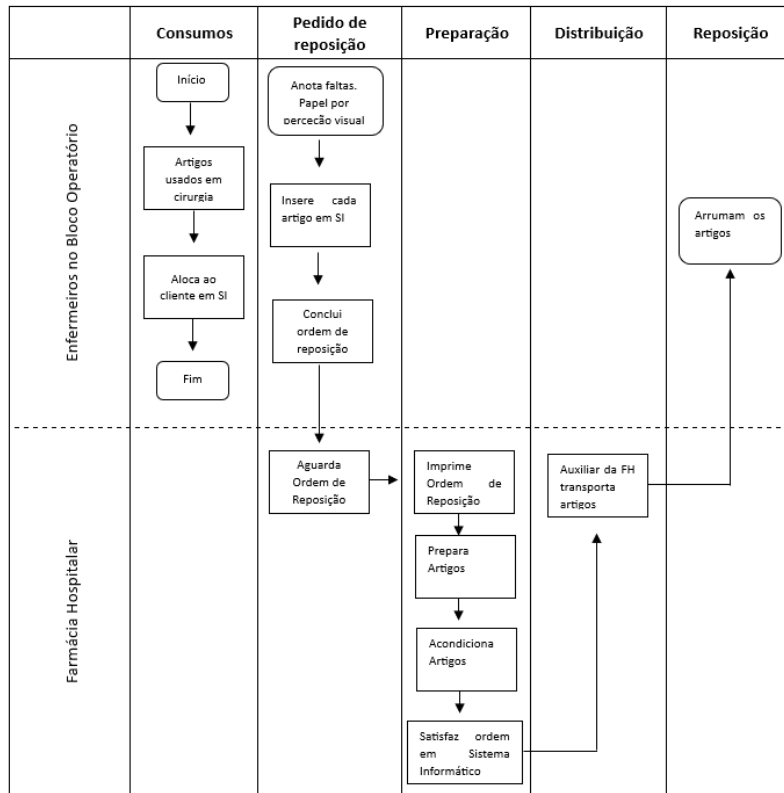 Consumos
Pedido de
reposição
Preparação
Distribuição
Reposição
Enfermeiros no Bloco Operatório
Início
Artigos
usados em
cirurgia
Aloca ao
cliente em SI
Fim
Anota faltas.
Papel por
perceção visual
Insere cada
artigo em SI
Conclui
ordem de
reposição
Arrumam os
artigos
Farmácia Hospitalar
Aguarda
Ordem de
Reposição
Imprime
Ordem de
Reposição
Prepara
Artigos
Acondiciona
Artigos
Satisfaz ordem
em Sistema
Informático
Auxiliar da FH
transporta
artigos